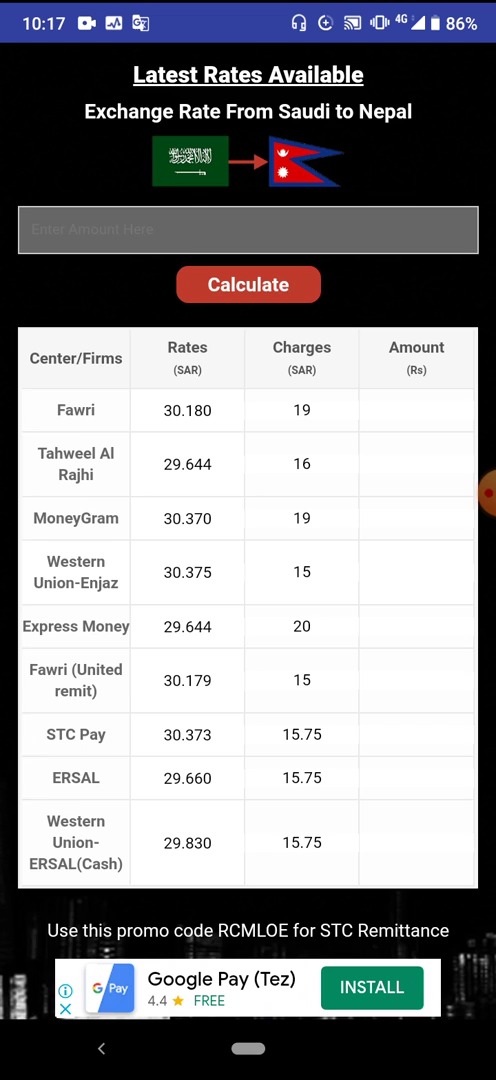 10:17
4G
86%
Latest Rates Available
Exchange Rate From Saudi to Nepal
Enter Amount Here
Calculate
Center/Firms Rates (SAR) Charges (SAR) Amount (Rs)
Fawri 30.180 19
Tahweel Al Rajhi 29.644 16
MoneyGram 30.370 19
Western Union-Enjaz 30.375 15
Express Money 29.644 20
Fawri (United remit) 30.179 15
STC Pay 30.373 15.75
ERSAL 29.660 15.75
Western Union-ERSAL(Cash) 29.830 15.75
Use this promo code RCMLOE for STC Remittance
G Pay
Google Pay (Tez)
4.4 ★ FREE
INSTALL